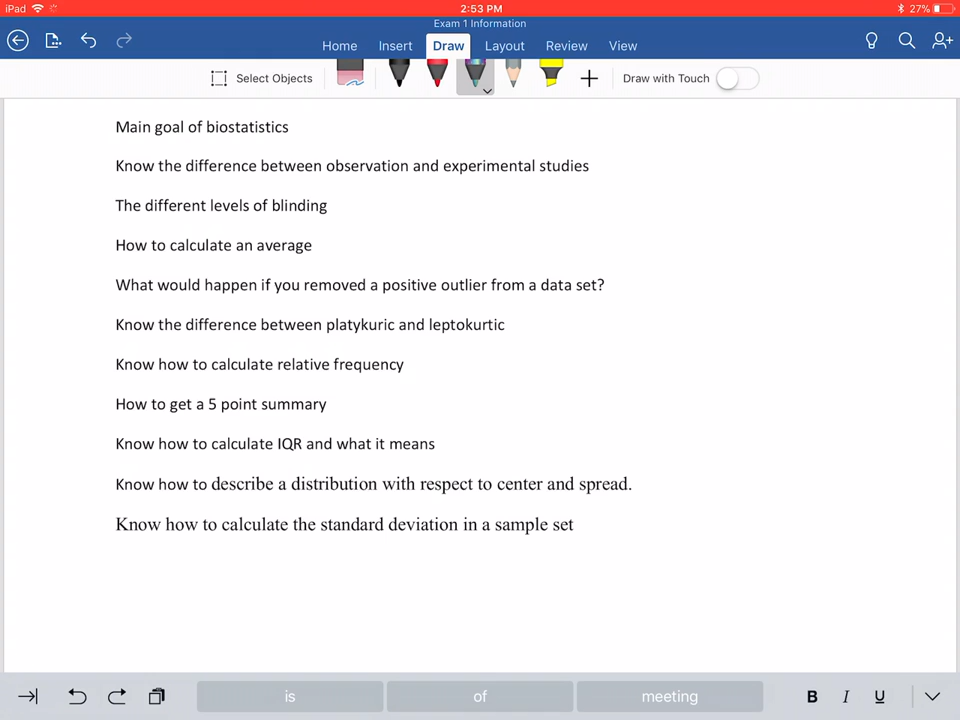 iPad 2:53 PM 27%
Exam 1 Information
Home Insert Draw Layout Review View
Select Objects Draw with Touch
Main goal of biostatistics
Know the difference between observation and experimental studies
The different levels of blinding
How to calculate an average
What would happen if you removed a positive outlier from a data set?
Know the difference between platykuric and leptokurtic
Know how to calculate relative frequency
How to get a 5 point summary
Know how to calculate IQR and what it means
Know how to describe a distribution with respect to center and spread.
Know how to calculate the standard deviation in a sample set
is of meeting B I U